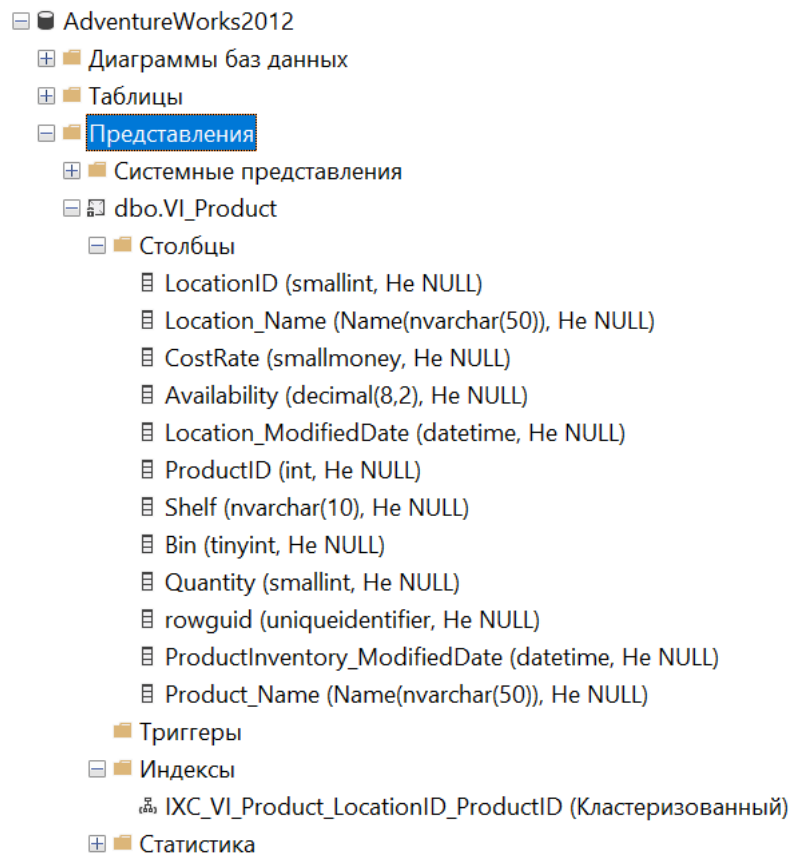 AdventureWorks2012
Диаграммы баз данных
Таблицы
Представления
Системные представления
dbo.VI_Product
Столбцы
LocationID (smallint, Не NULL)
Location_Name (Name(nvarchar(50)), Не NULL)
CostRate (smallmoney, Не NULL)
Availability (decimal(8,2), Не NULL)
Location_ModifiedDate (datetime, Не NULL)
ProductID (int, Не NULL)
Shelf (nvarchar(10), Не NULL)
Bin (tinyint, Не NULL)
Quantity (smallint, Не NULL)
rowguid (uniqueidentifier, Не NULL)
ProductInventory_ModifiedDate (datetime, Не NULL)
Product_Name (Name(nvarchar(50)), Не NULL)
Триггеры
Индексы
IXC_VI_Product_LocationID_ProductID (Кластеризованный)
Статистика